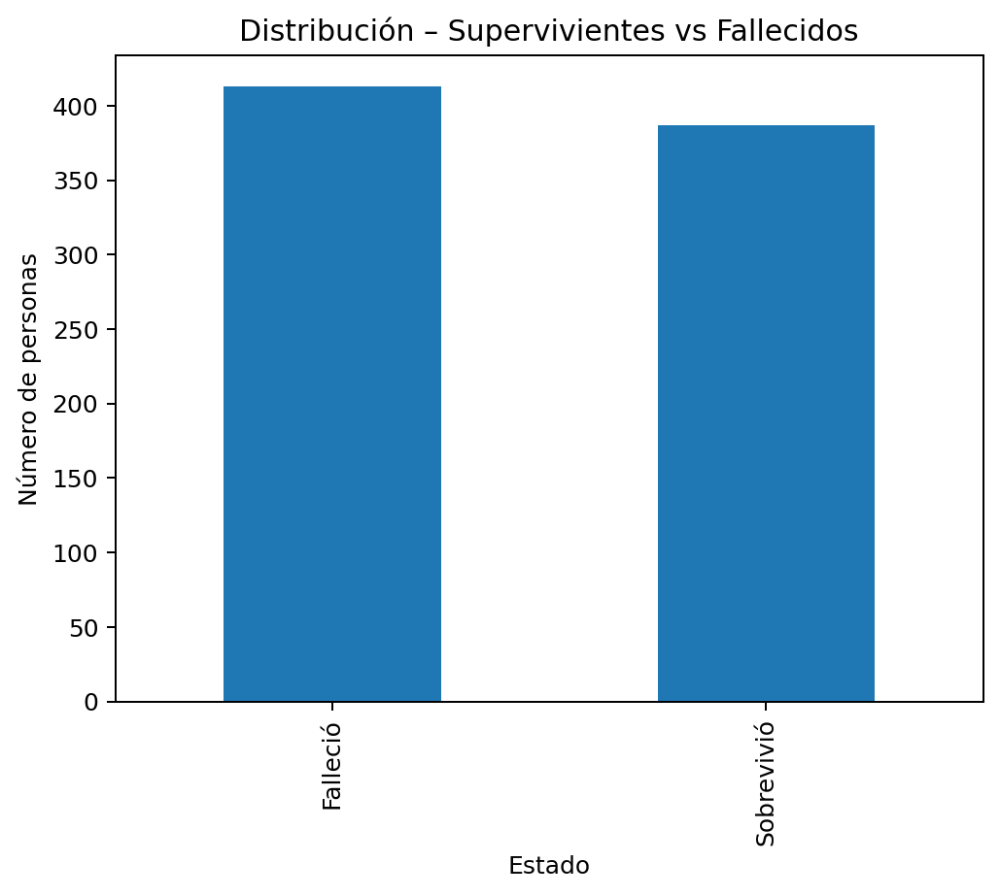 Distribución – Supervivientes vs Fallecidos
Número de personas
400
350
300
250
200
150
100
50
0
Falleció
Sobrevivió
Estado